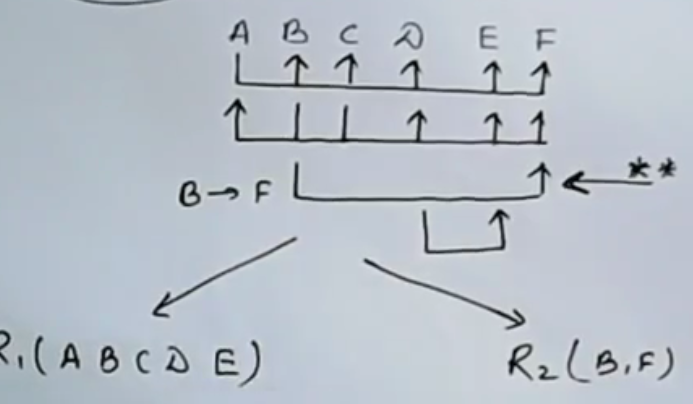 A B C D E F
**
B → F
R₁(A B C D E)
R₂(B,F)